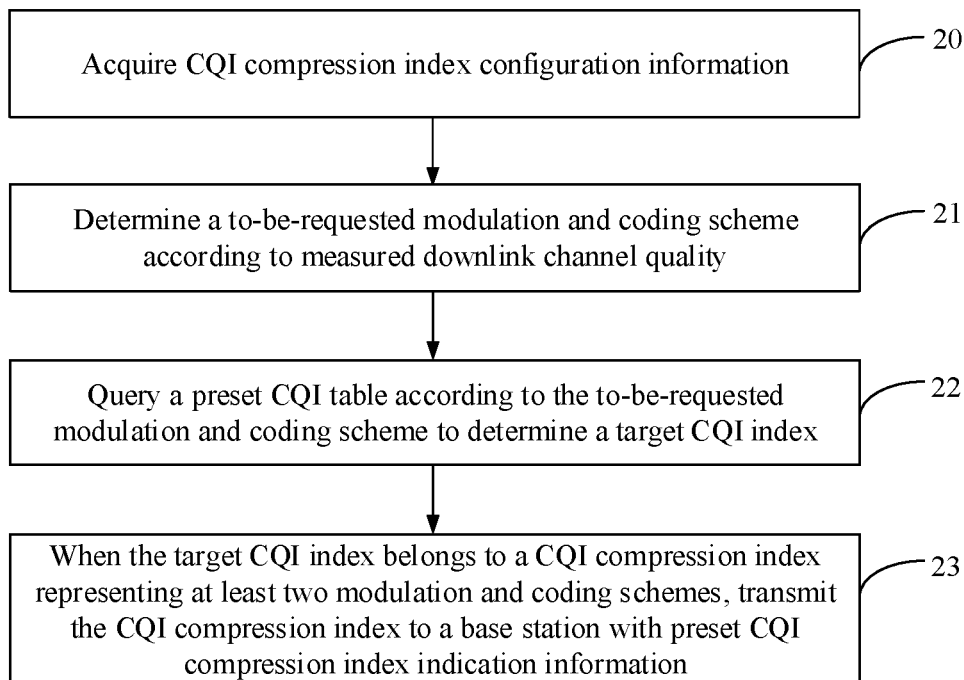 Acquire CQI compression index configuration information
20
Determine a to-be-requested modulation and coding scheme
according to measured downlink channel quality
21
Query a preset CQI table according to the to-be-requested
modulation and coding scheme to determine a target CQI index
22
When the target CQI index belongs to a CQI compression index
representing at least two modulation and coding schemes, transmit
the CQI compression index to a base station with preset CQI
compression index indication information
23